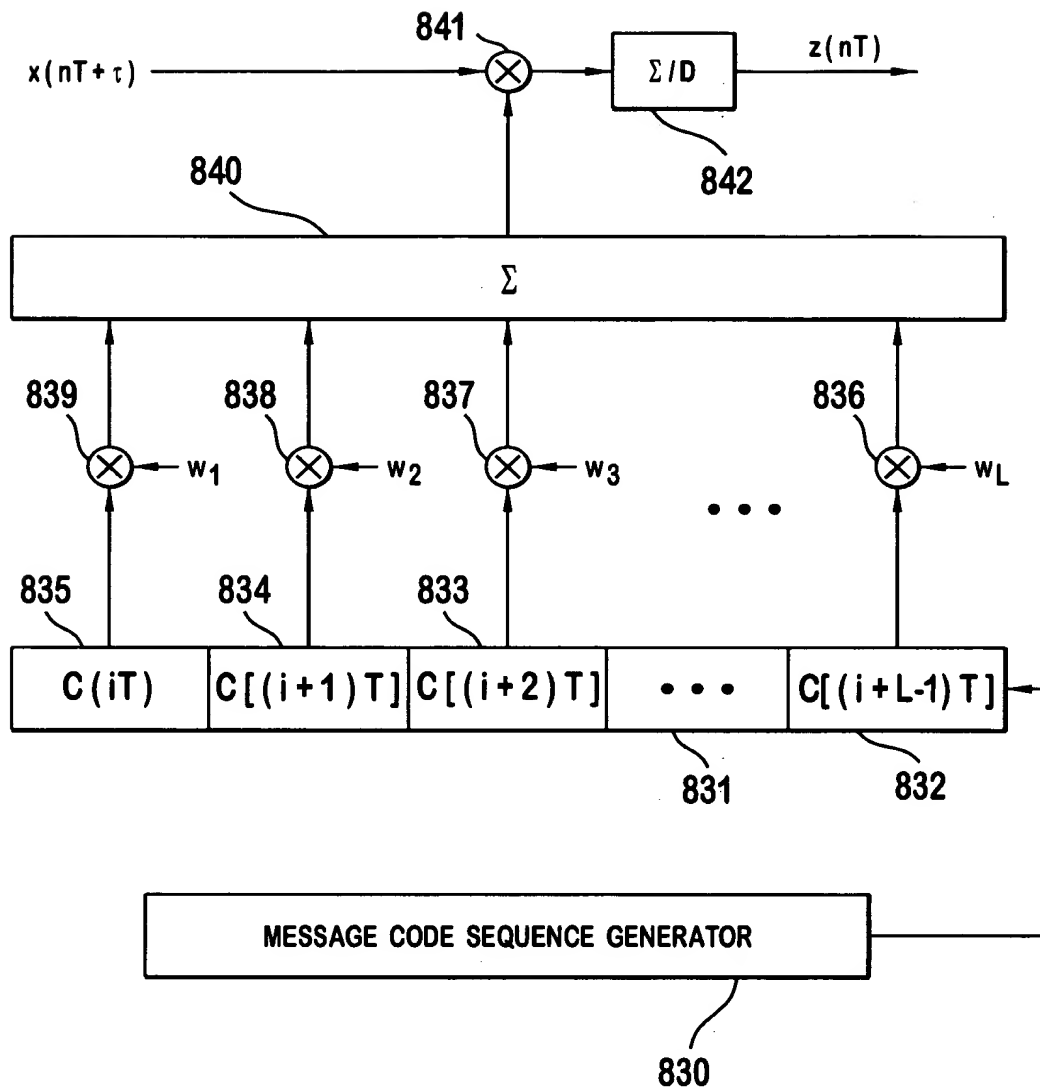 841
x(nT+τ)
Σ/D
z(nT)
842
840
Σ
839
838
837
836
w1
w2
w3
wL
835
834
833
C(iT)
C[(i+1)T]
C[(i+2)T]
C[(i+L-1)T]
831
832
MESSAGE CODE SEQUENCE GENERATOR
830